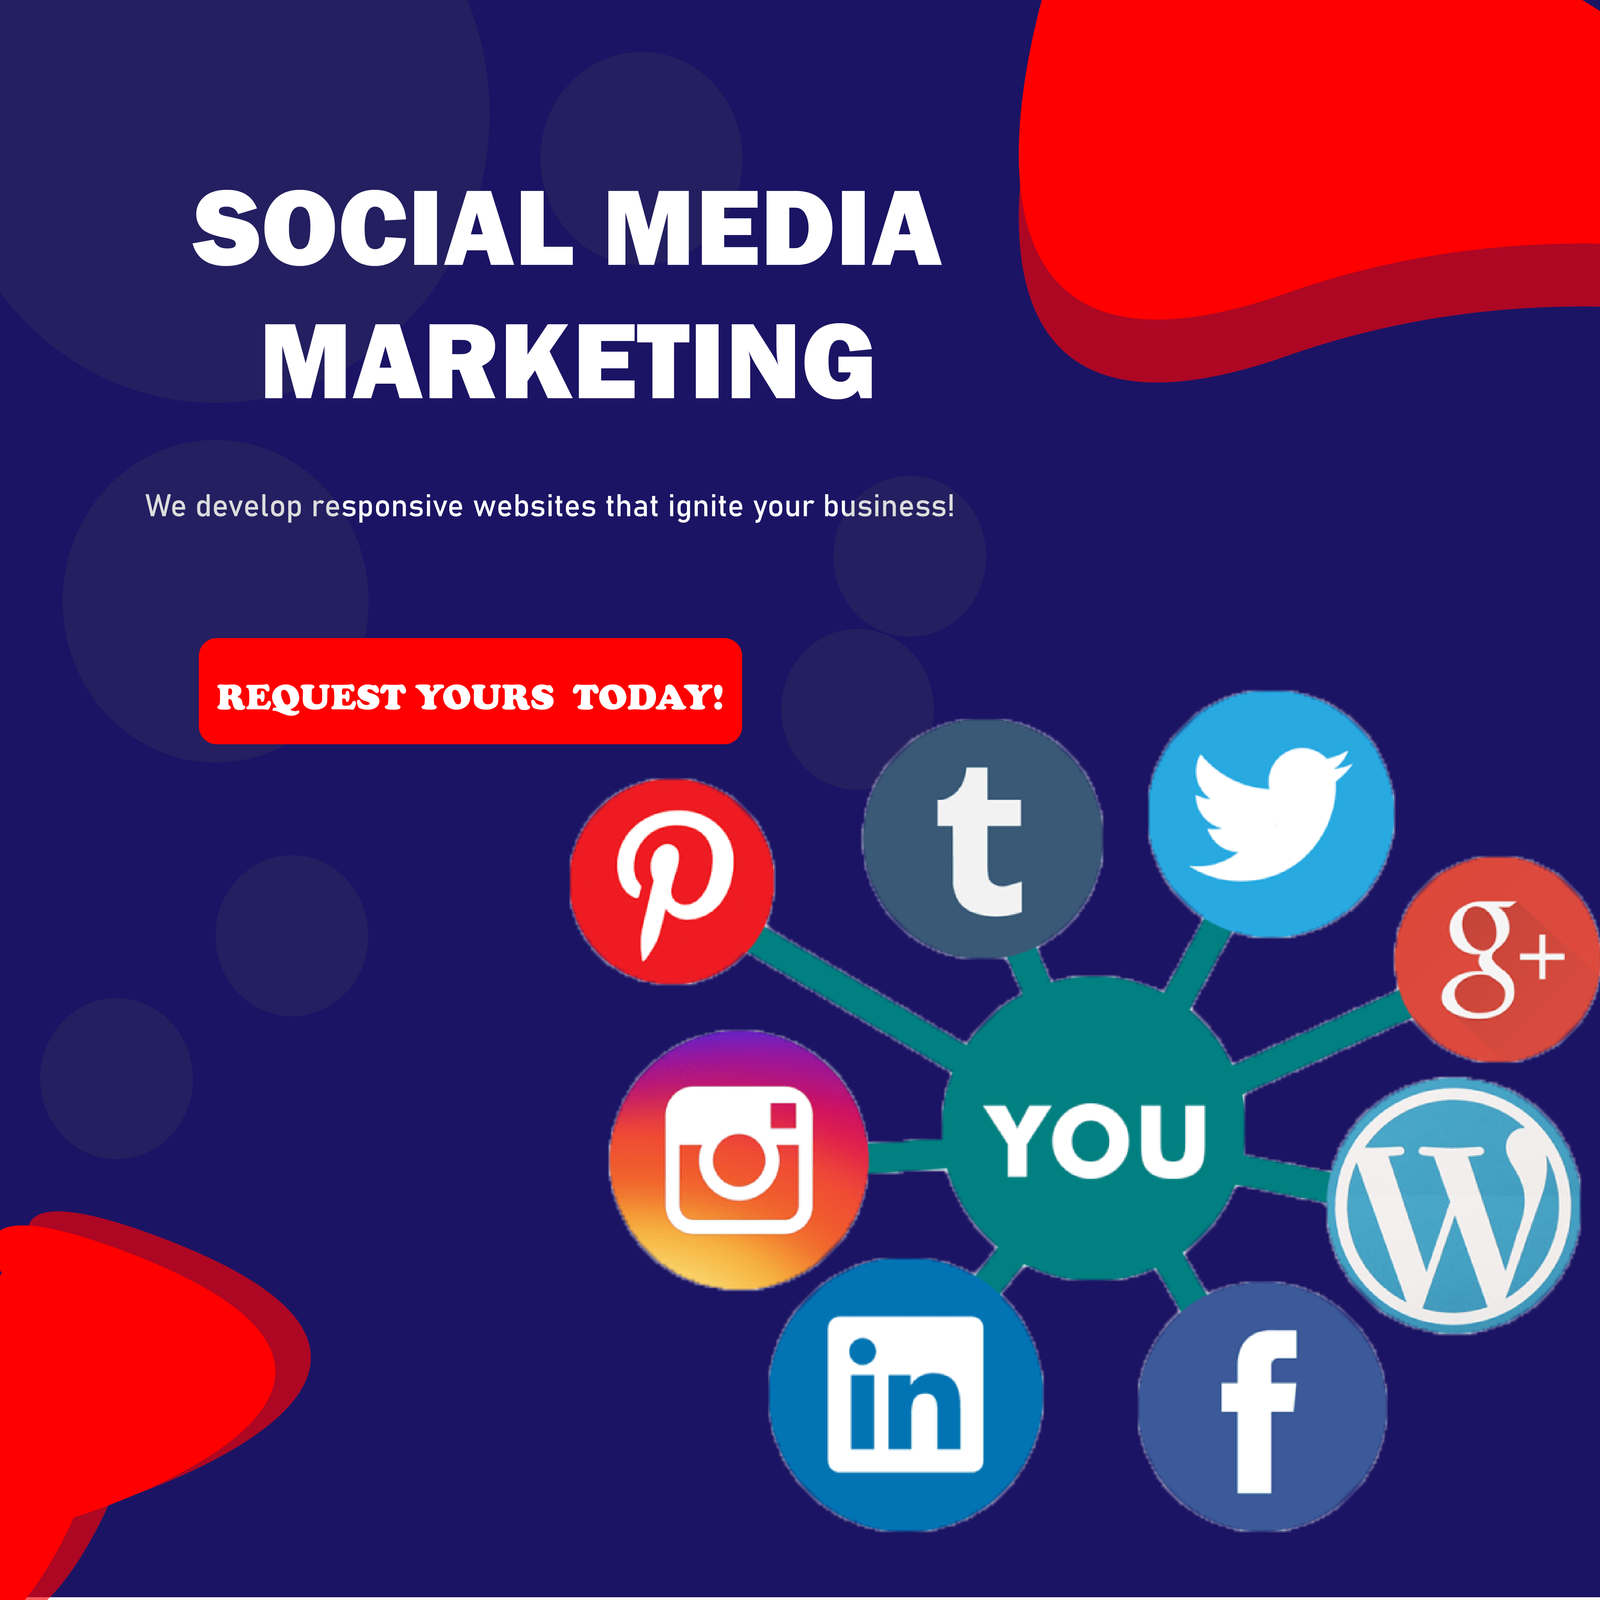 SOCIAL MEDIA
MARKETING
We develop responsive websites that ignite your business!
REQUEST YOURS TODAY!
t
g+
YOU
W
in
f